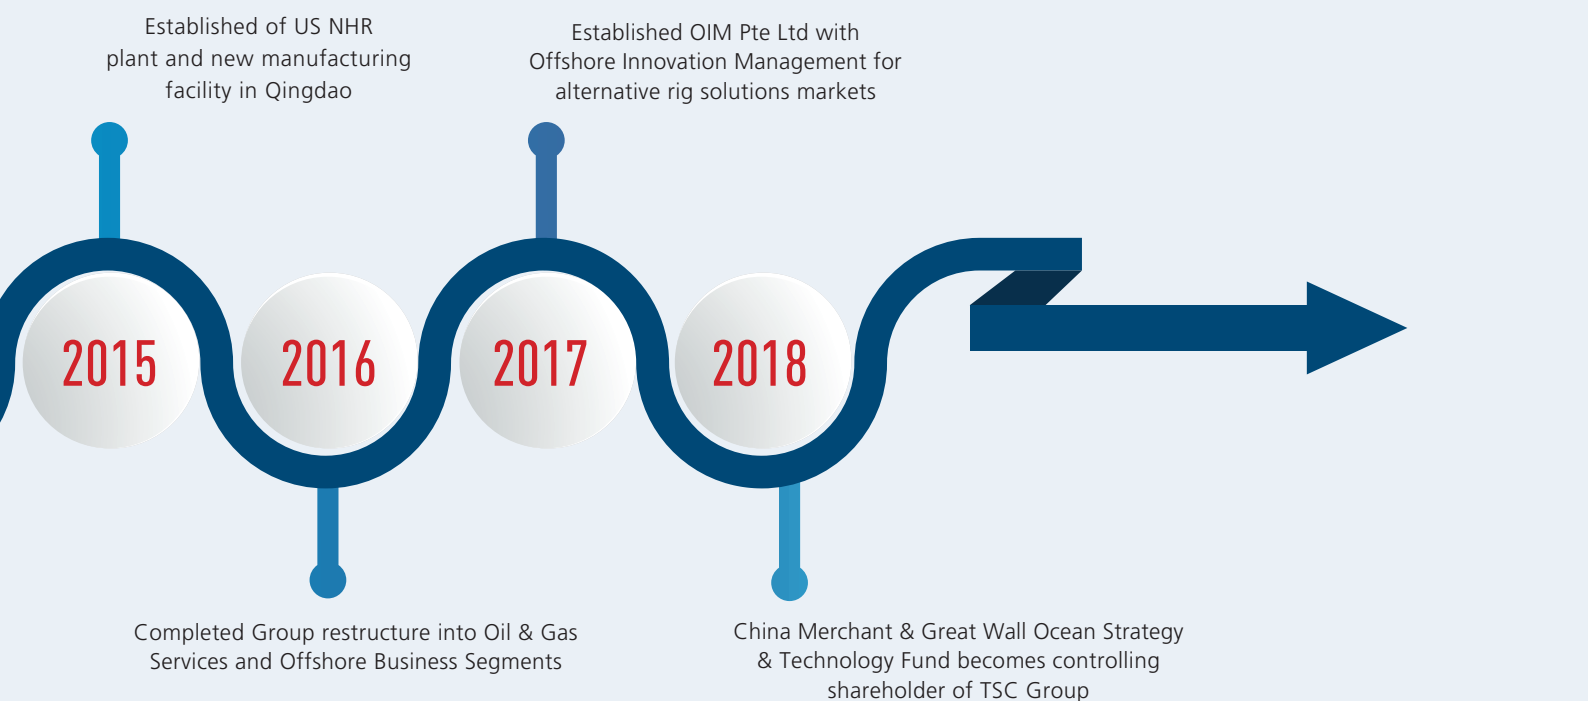 Established of US NHR
plant and new manufacturing
facility in Qingdao
Established OIM Pte Ltd with
Offshore Innovation Management for
alternative rig solutions markets
2015
2016
2017
2018
Completed Group restructure into Oil & Gas
Services and Offshore Business Segments
China Merchant & Great Wall Ocean Strategy
& Technology Fund becomes controlling
shareholder of TSC Group